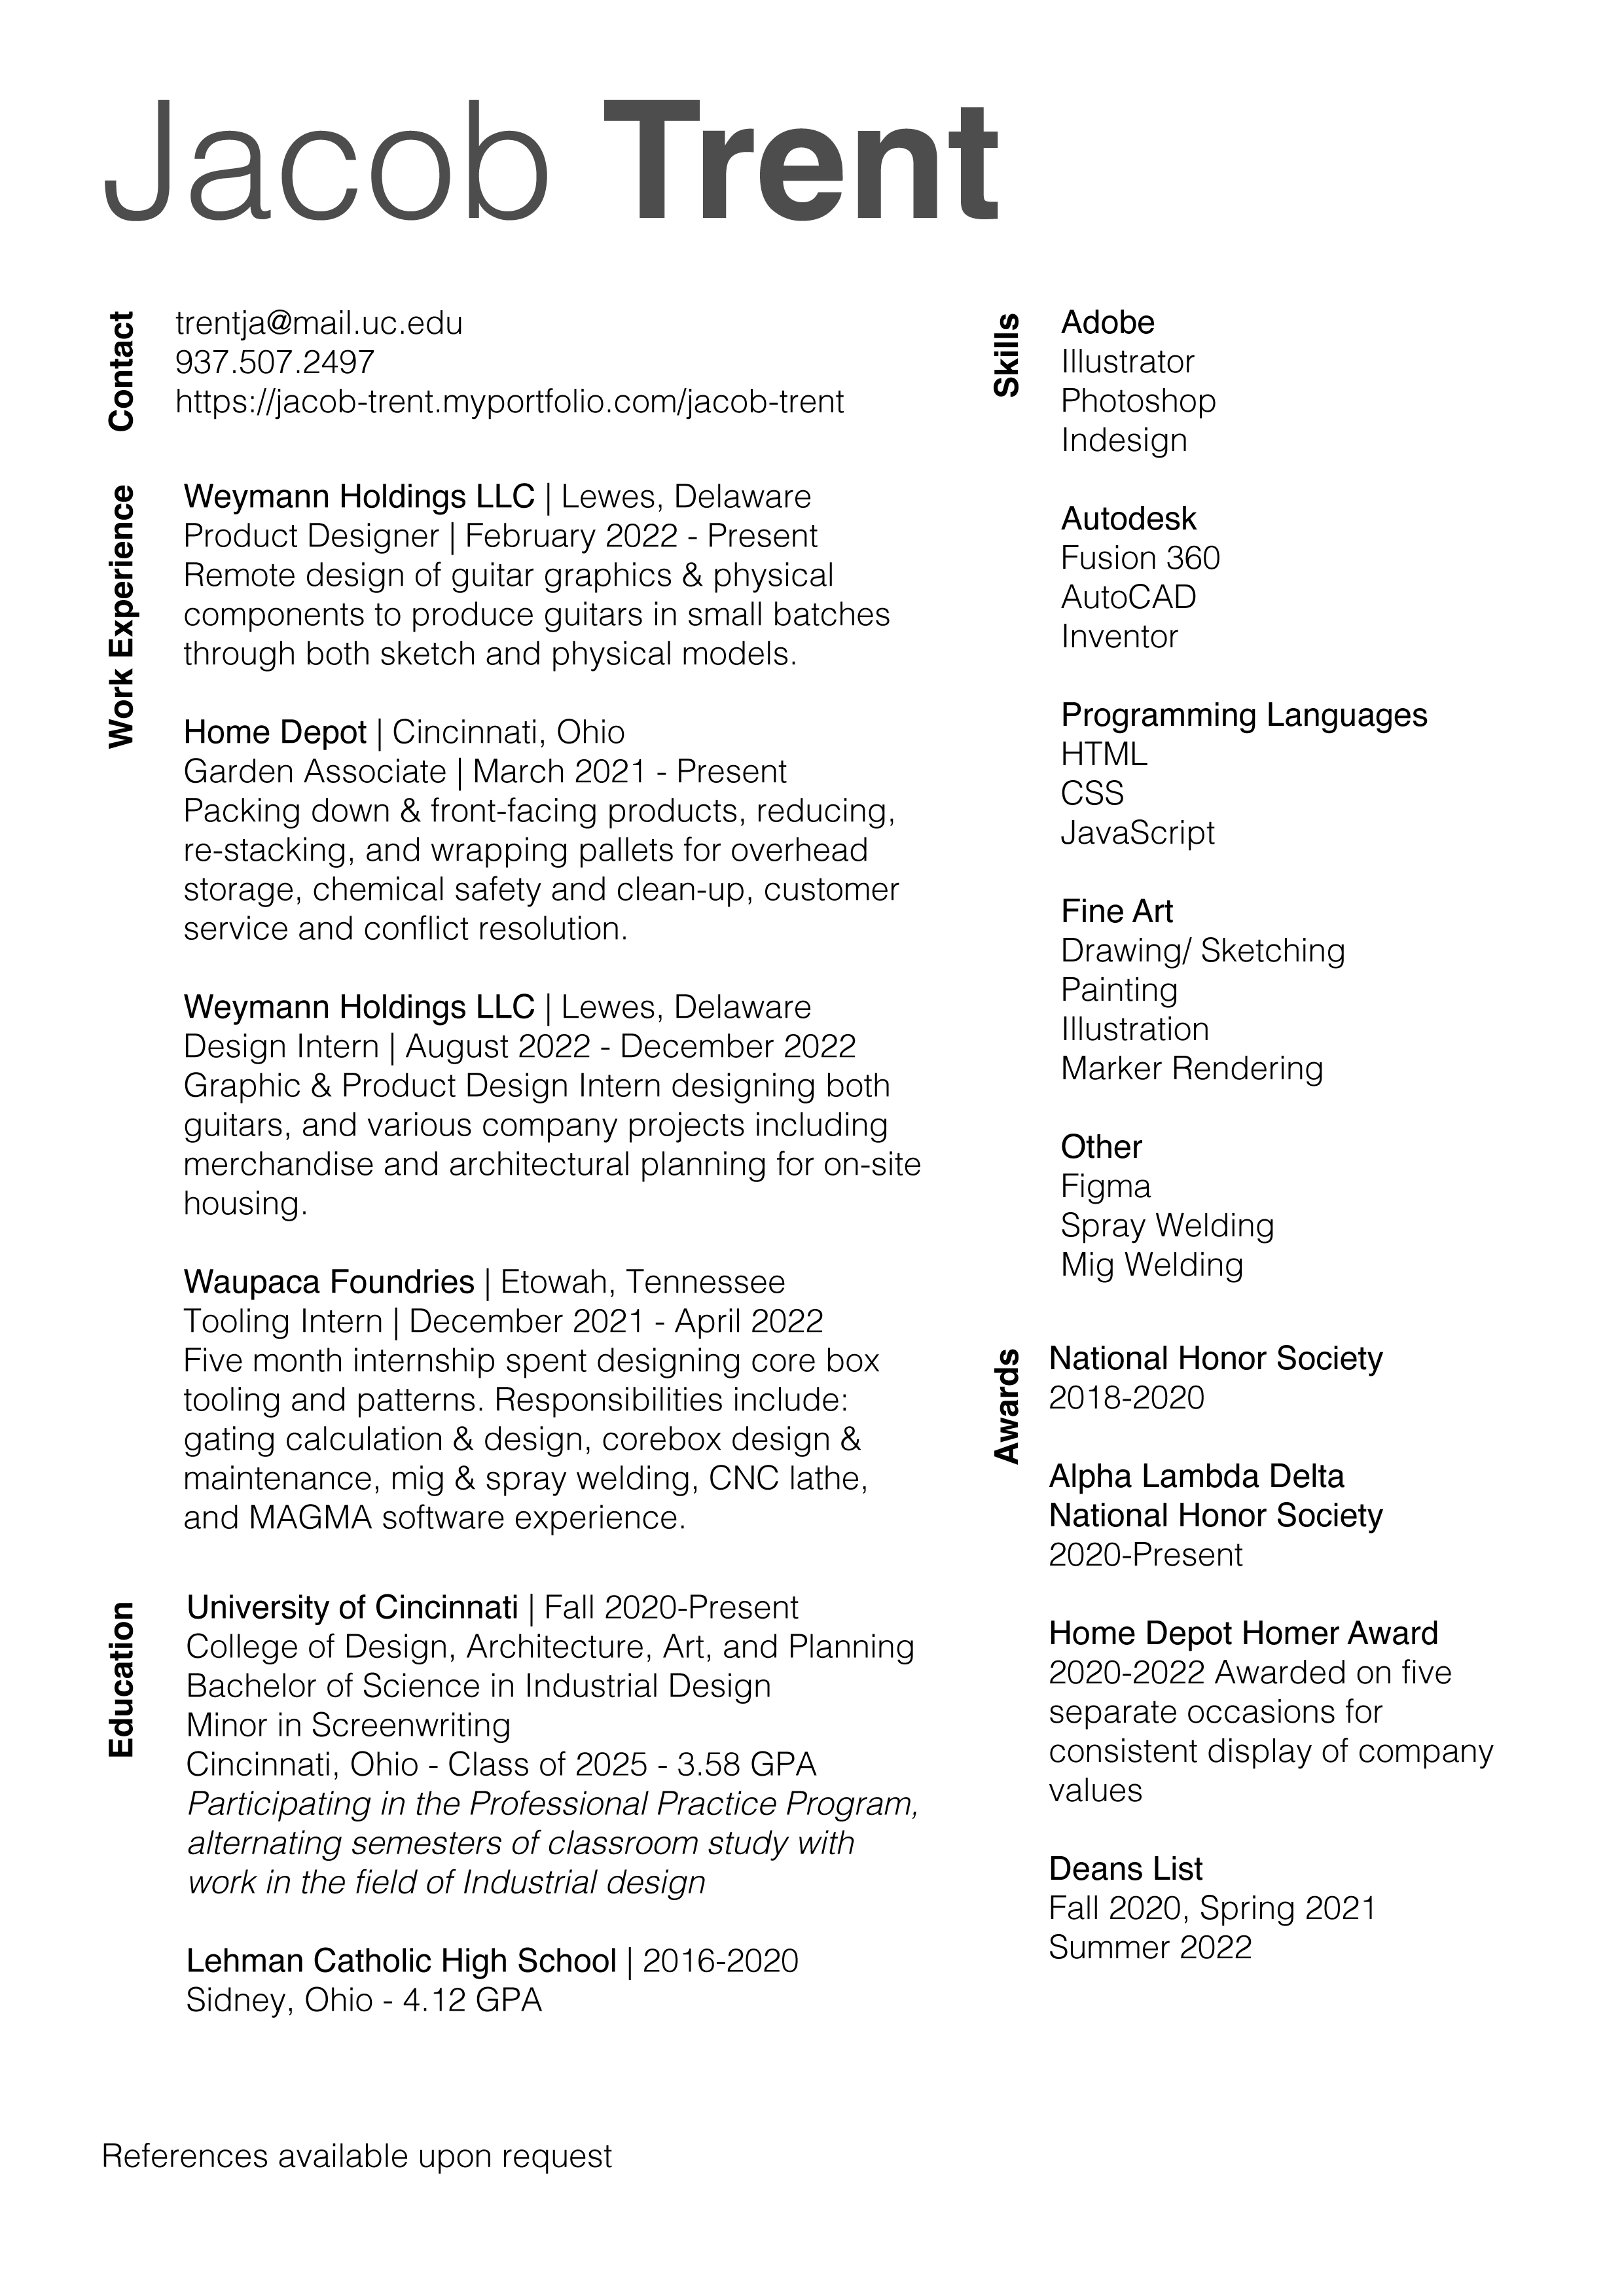 Jacob Trent
Contact
trentja@mail.uc.edu
937.507.2497
https://jacob-trent.myportfolio.com/jacob-trent
Work Experience
Weymann Holdings LLC | Lewes, Delaware
Product Designer | February 2022 - Present
Remote design of guitar graphics & physical
components to produce guitars in small batches
through both sketch and physical models.
Home Depot | Cincinnati, Ohio
Garden Associate | March 2021 - Present
Packing down & front-facing products, reducing,
re-stacking, and wrapping pallets for overhead
storage, chemical safety and clean-up, customer
service and conflict resolution.
Weymann Holdings LLC | Lewes, Delaware
Design Intern | August 2022 - December 2022
Graphic & Product Design Intern designing both
guitars, and various company projects including
merchandise and architectural planning for on-site
housing.
Waupaca Foundries | Etowah, Tennessee
Tooling Intern | December 2021 - April 2022
Five month internship spent designing core box
tooling and patterns. Responsibilities include:
gating calculation & design, corebox design &
maintenance, mig & spray welding, CNC lathe,
and MAGMA software experience.
Education
University of Cincinnati | Fall 2020-Present
College of Design, Architecture, Art, and Planning
Bachelor of Science in Industrial Design
Minor in Screenwriting
Cincinnati, Ohio - Class of 2025 - 3.58 GPA
Participating in the Professional Practice Program,
alternating semesters of classroom study with
work in the field of Industrial design
Lehman Catholic High School | 2016-2020
Sidney, Ohio - 4.12 GPA
Skills
Adobe
Illustrator
Photoshop
Indesign
Autodesk
Fusion 360
AutoCAD
Inventor
Programming Languages
HTML
CSS
JavaScript
Fine Art
Drawing/ Sketching
Painting
Illustration
Marker Rendering
Other
Figma
Spray Welding
Mig Welding
Awards
National Honor Society
2018-2020
Alpha Lambda Delta
National Honor Society
2020-Present
Home Depot Homer Award
2020-2022 Awarded on five
separate occasions for
consistent display of company
values
Deans List
Fall 2020, Spring 2021
Summer 2022
References available upon request